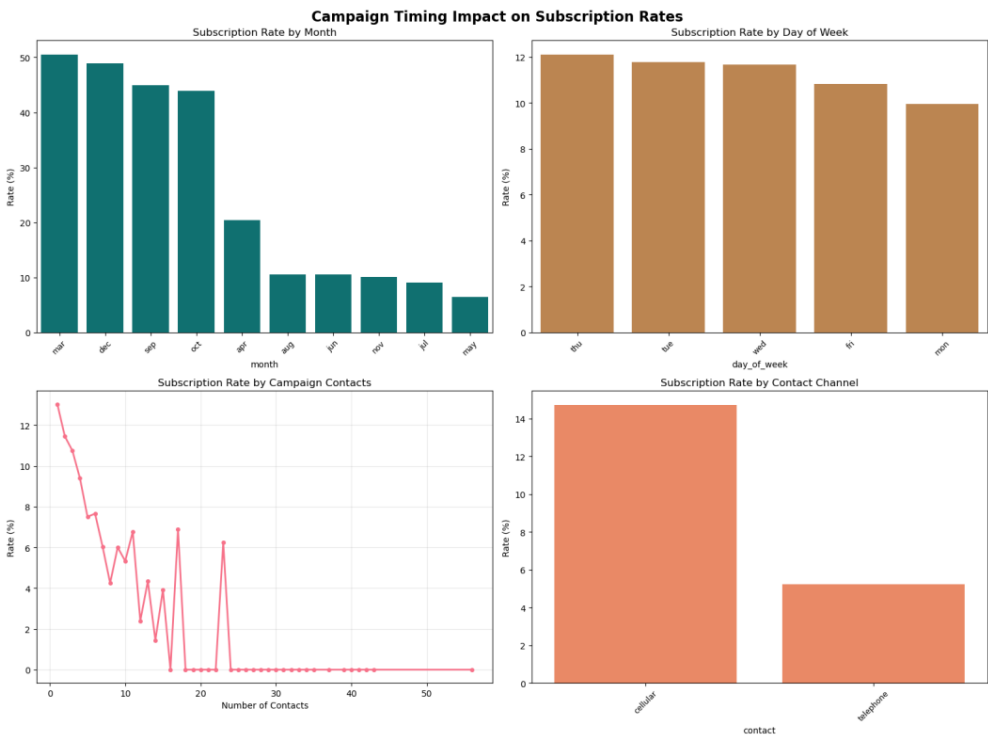 Campaign Timing Impact on Subscription Rates
Subscription Rate by Month
Rate (%)
50
40
30
20
10
0
mar dec sep oct apr aug jun nov jul may
month
Subscription Rate by Day of Week
Rate (%)
12
10
8
6
4
2
0
thu tue wed fri mon
day_of_week
Subscription Rate by Campaign Contacts
Rate (%)
12
10
8
6
4
2
0
0 10 20 30 40 50
Number of Contacts
Subscription Rate by Contact Channel
Rate (%)
14
12
10
8
6
4
2
0
cellular telephone
contact